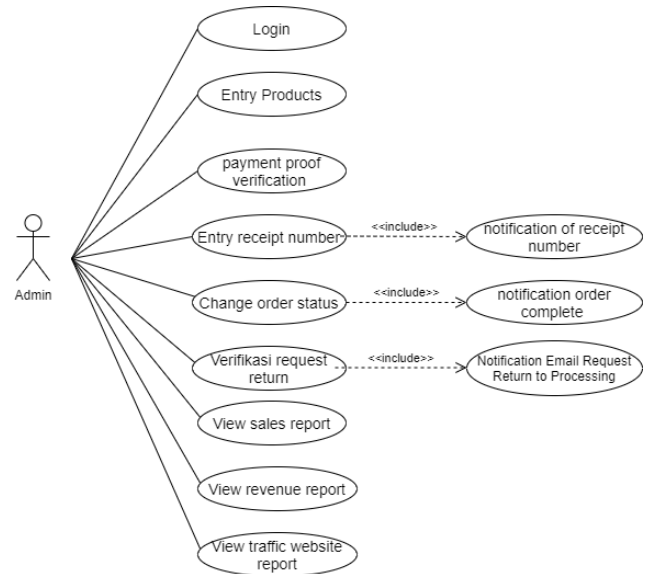 Login
Entry Products
payment proof
verification
Entry receipt number
<<include>>
notification of receipt
number
Admin
Change order status
<<include>>
notification order
complete
Verifikasi request
return
<<include>>
Notification Email Request
Return to Processing
View sales report
View revenue report
View traffic website
report